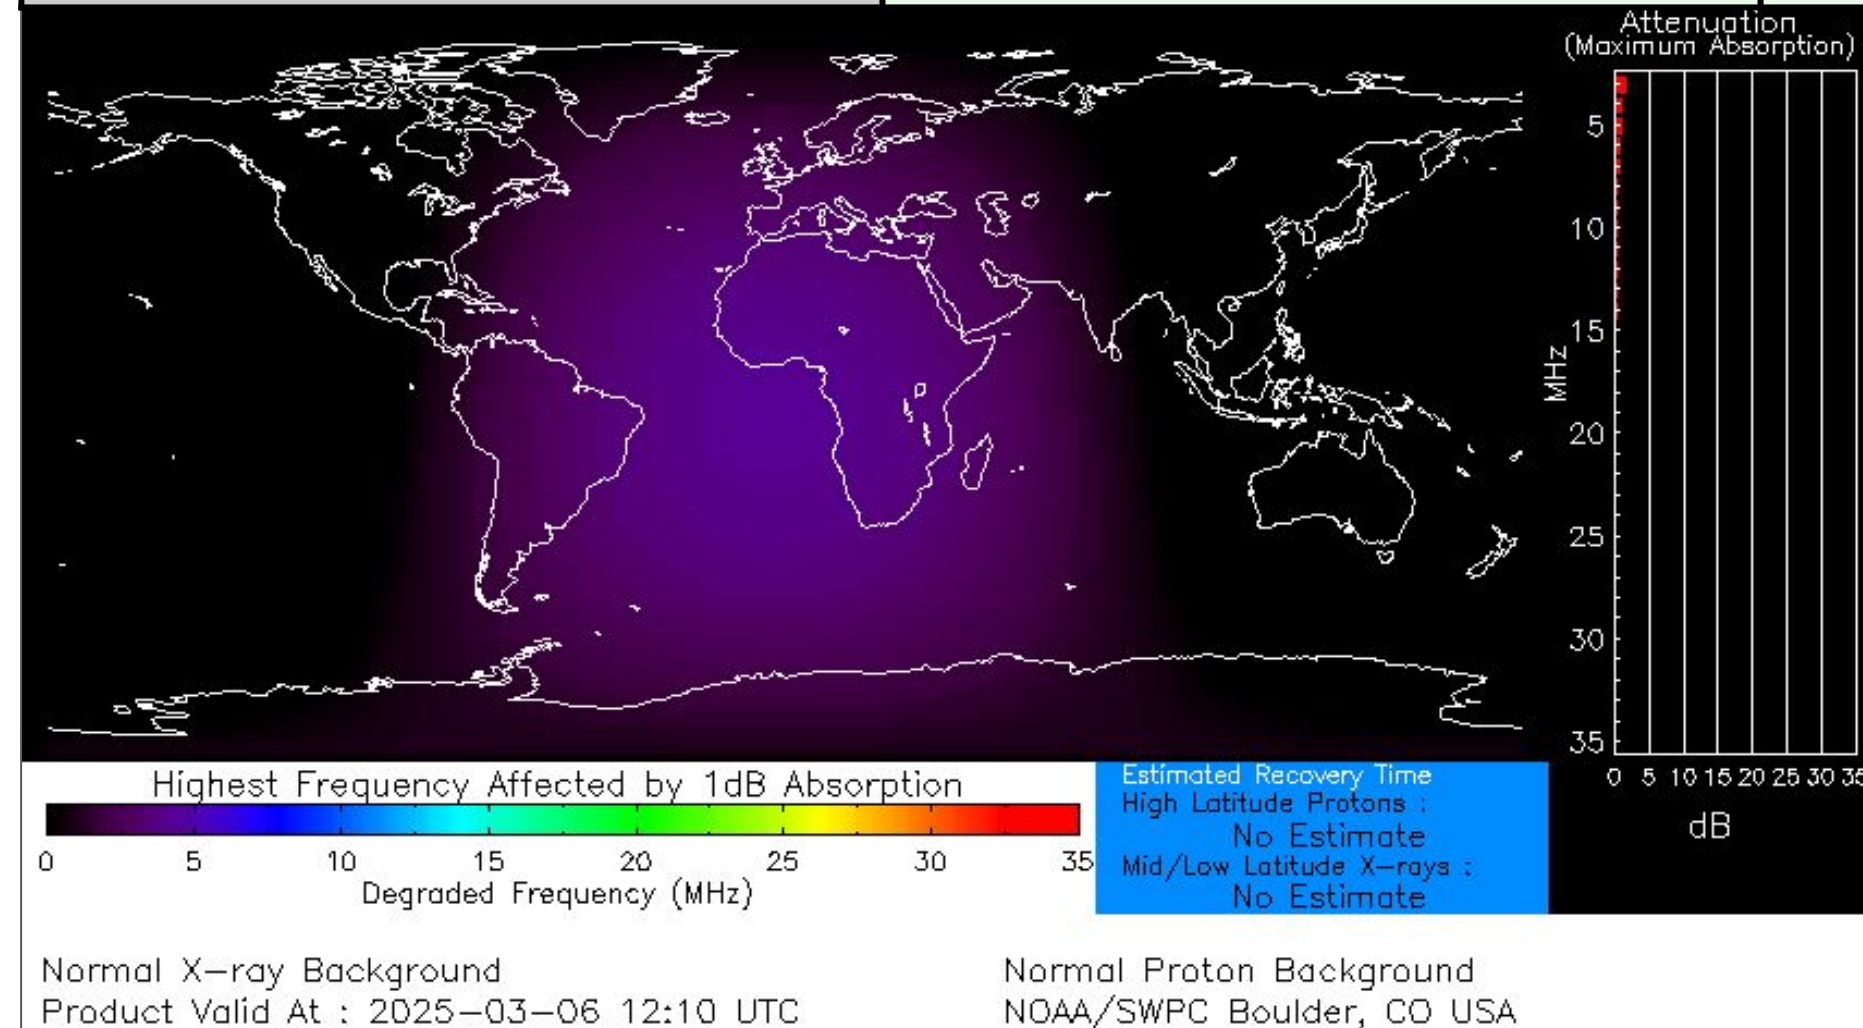 Attenuation
(Maximum Absorption)
5
10
15
20
25
30
35
MHz
0 5 10 15 20 25 30 35
dB
Highest Frequency Affected by 1dB Absorption
0 5 10 15 20 25 30 35
Degraded Frequency (MHz)
Estimated Recovery Time
High Latitude Protons :
No Estimate
Mid/Low Latitude X-rays :
No Estimate
Normal X-ray Background
Product Valid At : 2025-03-06 12:10 UTC
Normal Proton Background
NOAA/SWPC Boulder, CO USA